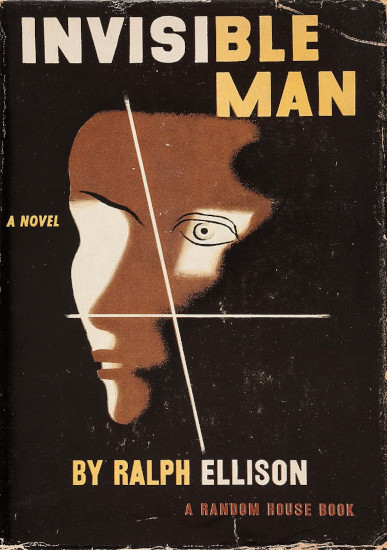 INVISIBLE
MAN
A NOVEL
BY RALPH ELLISON
A RANDOM HOUSE BOOK